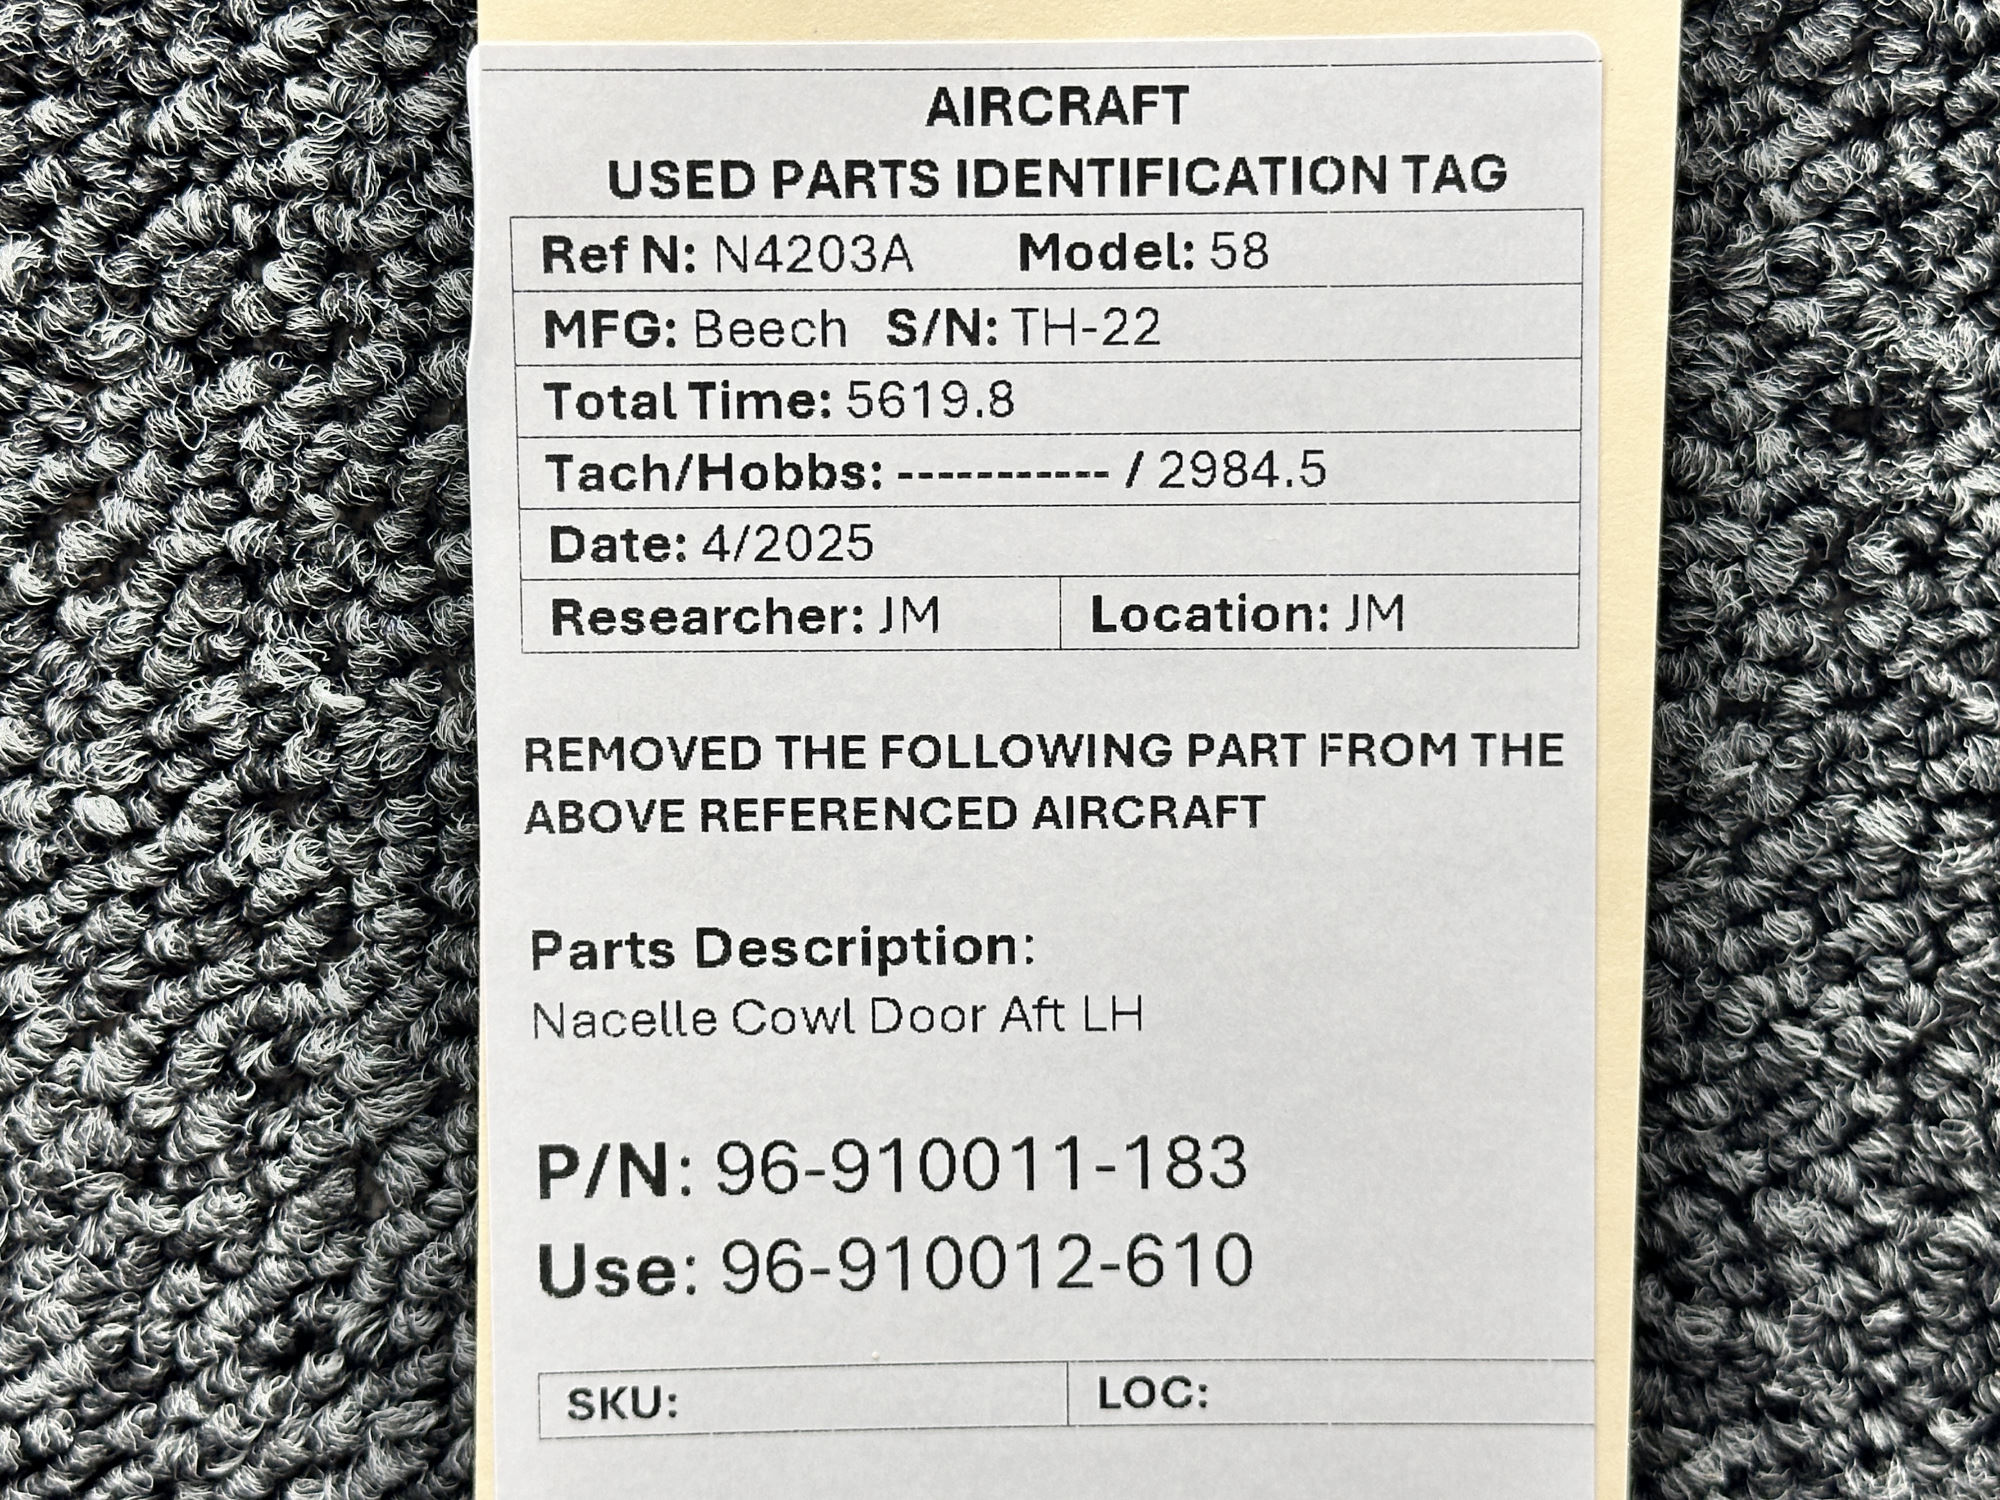 AIRCRAFT
USED PARTS IDENTIFICATION TAG
Ref N: N4203A Model: 58
MFG: Beech S/N: TH-22
Total Time: 5619.8
Tach/Hobbs: ----------- / 2984.5
Date: 4/2025
Researcher: JM Location: JM
REMOVED THE FOLLOWING PART FROM THE
ABOVE REFERENCED AIRCRAFT
Parts Description:
Nacelle Cowl Door Aft LH
P/N: 96-910011-183
Use: 96-910012-610
SKU: LOC: